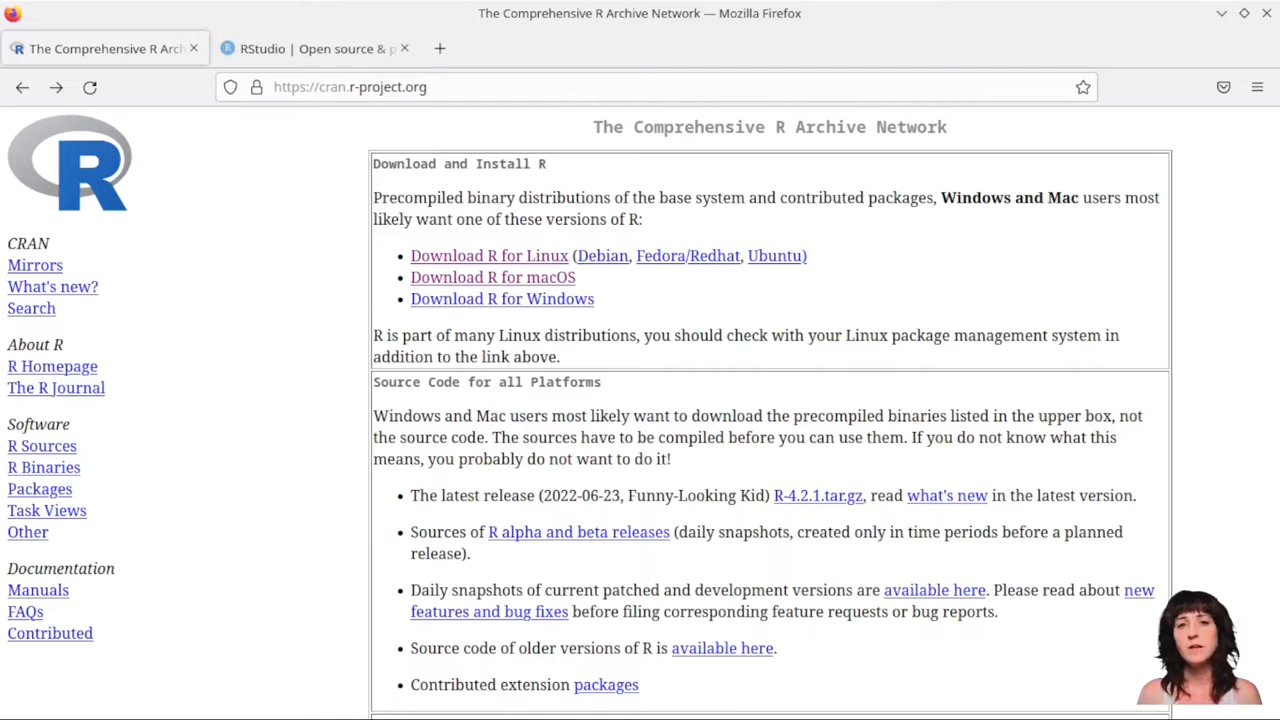 The Comprehensive R Archive Network — Mozilla Firefox
The Comprehensive R Arch
RStudio | Open source & p
https://cran.r-project.org
R
CRAN
Mirrors
What's new?
Search
About R
R Homepage
The R Journal
Software
R Sources
R Binaries
Packages
Task Views
Other
Documentation
Manuals
FAQs
Contributed
The Comprehensive R Archive Network
Download and Install R
Precompiled binary distributions of the base system and contributed packages, Windows and Mac users most
likely want one of these versions of R:
• Download R for Linux (Debian, Fedora/Redhat, Ubuntu)
• Download R for macOS
• Download R for Windows
R is part of many Linux distributions, you should check with your Linux package management system in
addition to the link above.
Source Code for all Platforms
Windows and Mac users most likely want to download the precompiled binaries listed in the upper box, not
the source code. The sources have to be compiled before you can use them. If you do not know what this
means, you probably do not want to do it!
• The latest release (2022-06-23, Funny-Looking Kid) R-4.2.1.tar.gz, read what's new in the latest version.
• Sources of R alpha and beta releases (daily snapshots, created only in time periods before a planned
release).
• Daily snapshots of current patched and development versions are available here. Please read about new
features and bug fixes before filing corresponding feature requests or bug reports.
• Source code of older versions of R is available here.
• Contributed extension packages